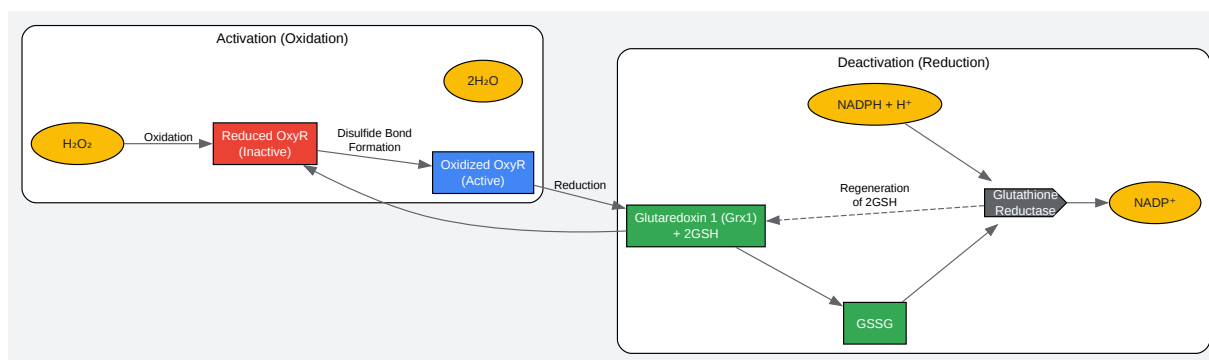 Activation (Oxidation)
2H₂O
H₂O₂
Oxidation
Reduced OxyR
(Inactive)
Disulfide Bond
Formation
Oxidized OxyR
(Active)
Reduction
Deactivation (Reduction)
NADPH + H⁺
Regeneration
of 2GSH
Glutathione
Reductase
NADP⁺
Glutaredoxin 1 (Grx1)
+ 2GSH
GSSG